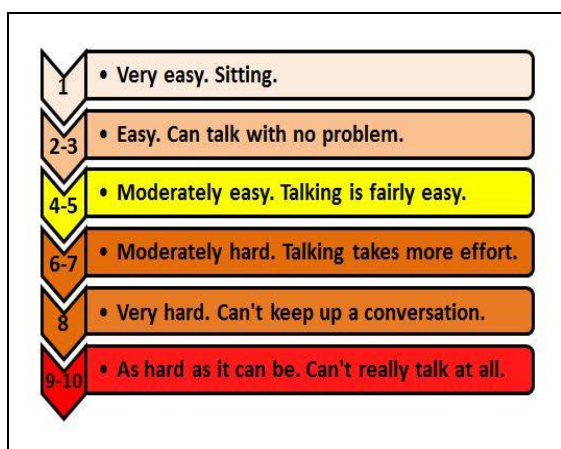 1 • Very easy. Sitting.
2-3 • Easy. Can talk with no problem.
4-5 • Moderately easy. Talking is fairly easy.
6-7 • Moderately hard. Talking takes more effort.
8 • Very hard. Can't keep up a conversation.
9-10 • As hard as it can be. Can't really talk at all.